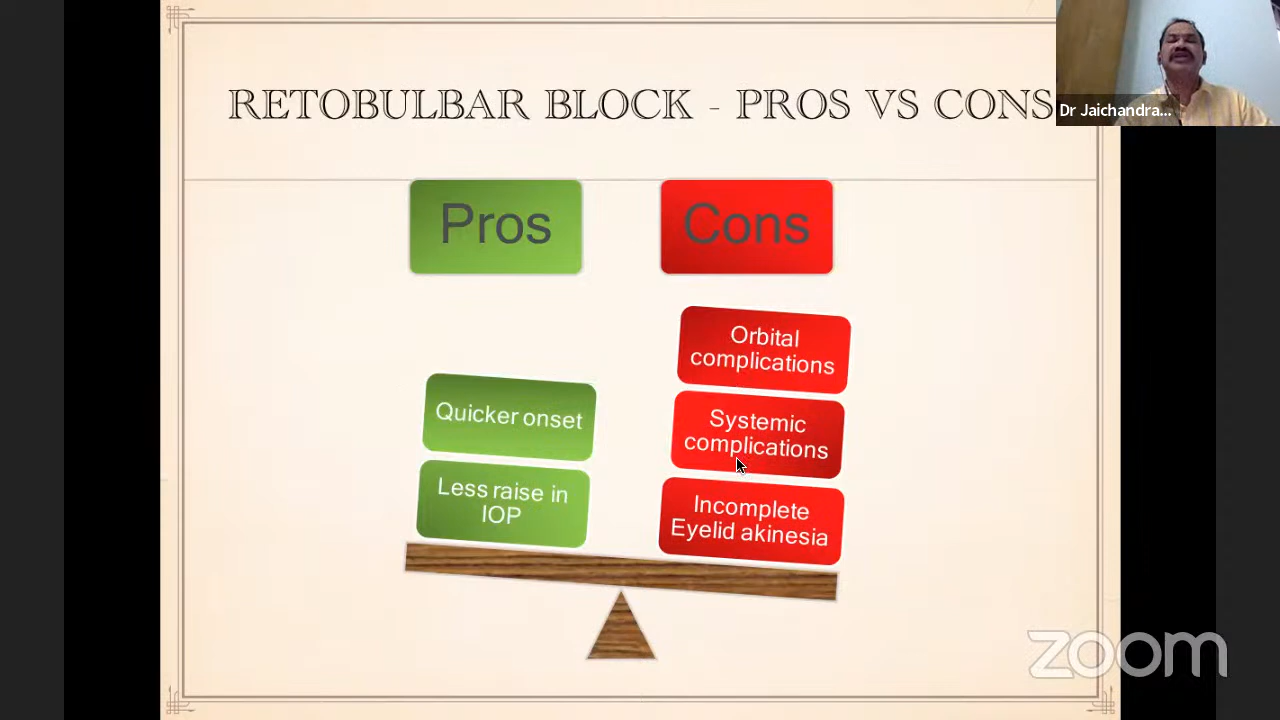 RETOBULBAR BLOCK - PROS VS CONS
Dr Jaichandra...
Pros
Cons
Orbital
complications
Quicker onset
Systemic
complications
Less raise in
IOP
Incomplete
Eyelid akinesia
zoom